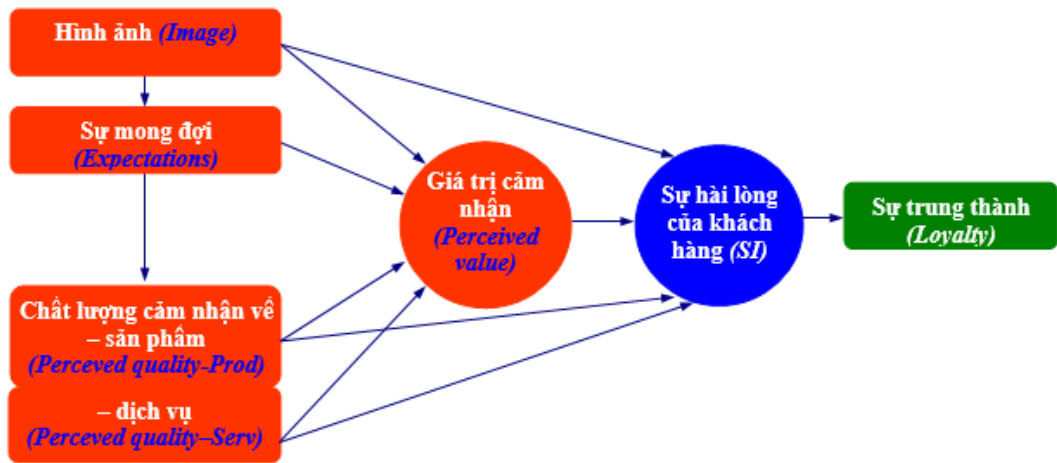 Hình ảnh (Image)
Sự mong đợi
(Expectations)
Chất lượng cảm nhận về
– sản phẩm
(Perceved quality-Prod)
– dịch vụ
(Perceved quality–Serv)
Giá trị cảm
nhận
(Perceived
value)
Sự hài lòng
của khách
hàng (SI)
Sự trung thành
(Loyalty)